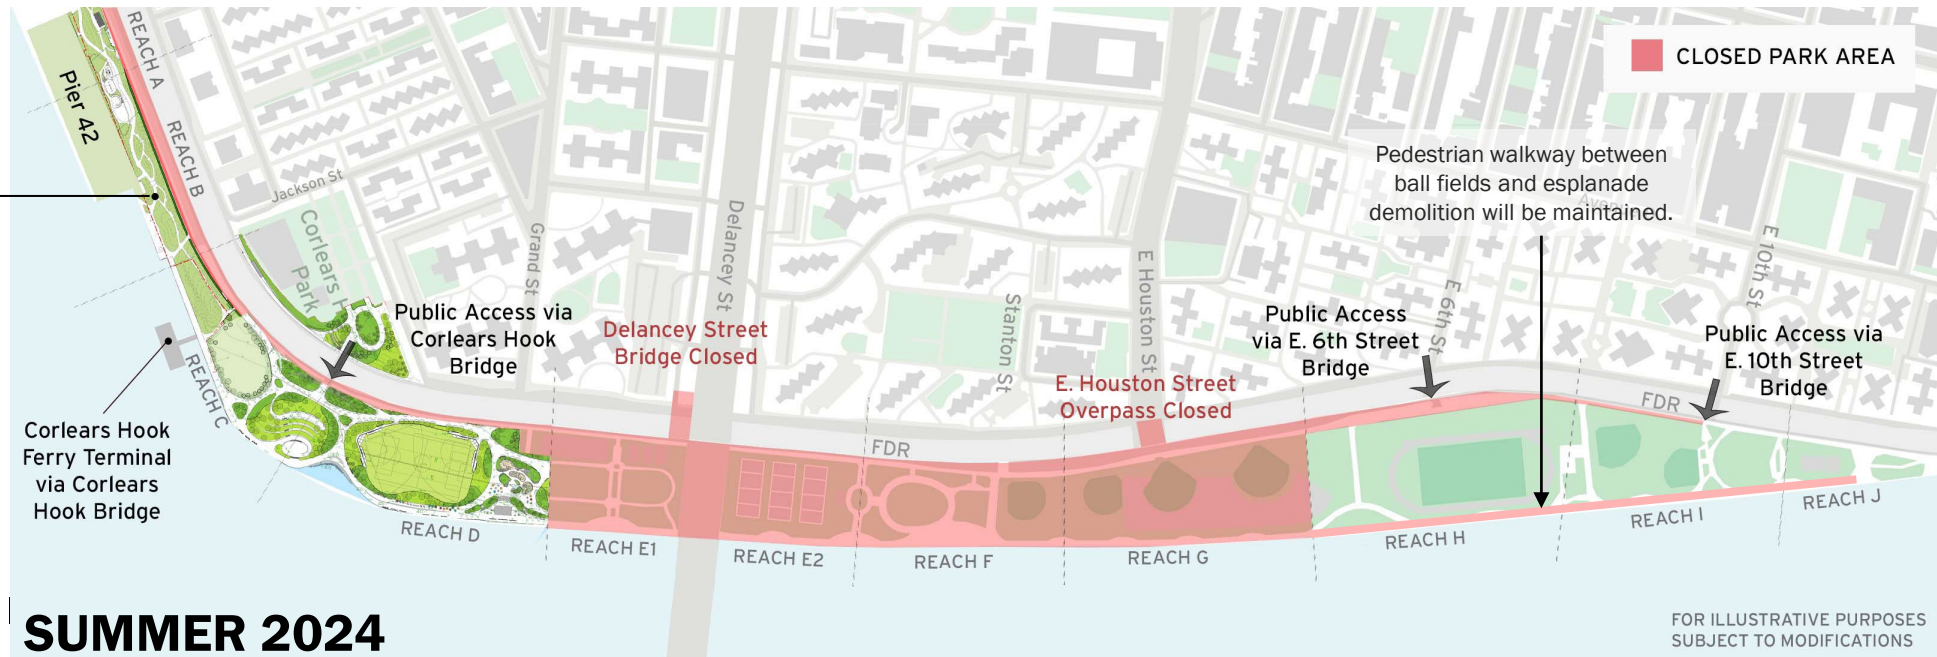 REACH A
Pier 42
REACH B
Jackson St
Corlears H
Park
Grand St
Delancey St
Stanton St
E Houston St
E 6th St
E 10th St
CLOSED PARK AREA
Pedestrian walkway between
ball fields and esplanade
demolition will be maintained.
Public Access via
Corlears Hook
Bridge
Delancey Street
Bridge Closed
E. Houston Street
Overpass Closed
Public Access
via E. 6th Street
Bridge
Public Access via
E. 10th Street
Bridge
FDR
FDR
Corlears Hook
Ferry Terminal
via Corlears
Hook Bridge
REACH C
REACH D
REACH E1
REACH E2
REACH F
REACH G
REACH H
REACH I
REACH J
SUMMER 2024
FOR ILLUSTRATIVE PURPOSES
SUBJECT TO MODIFICATIONS